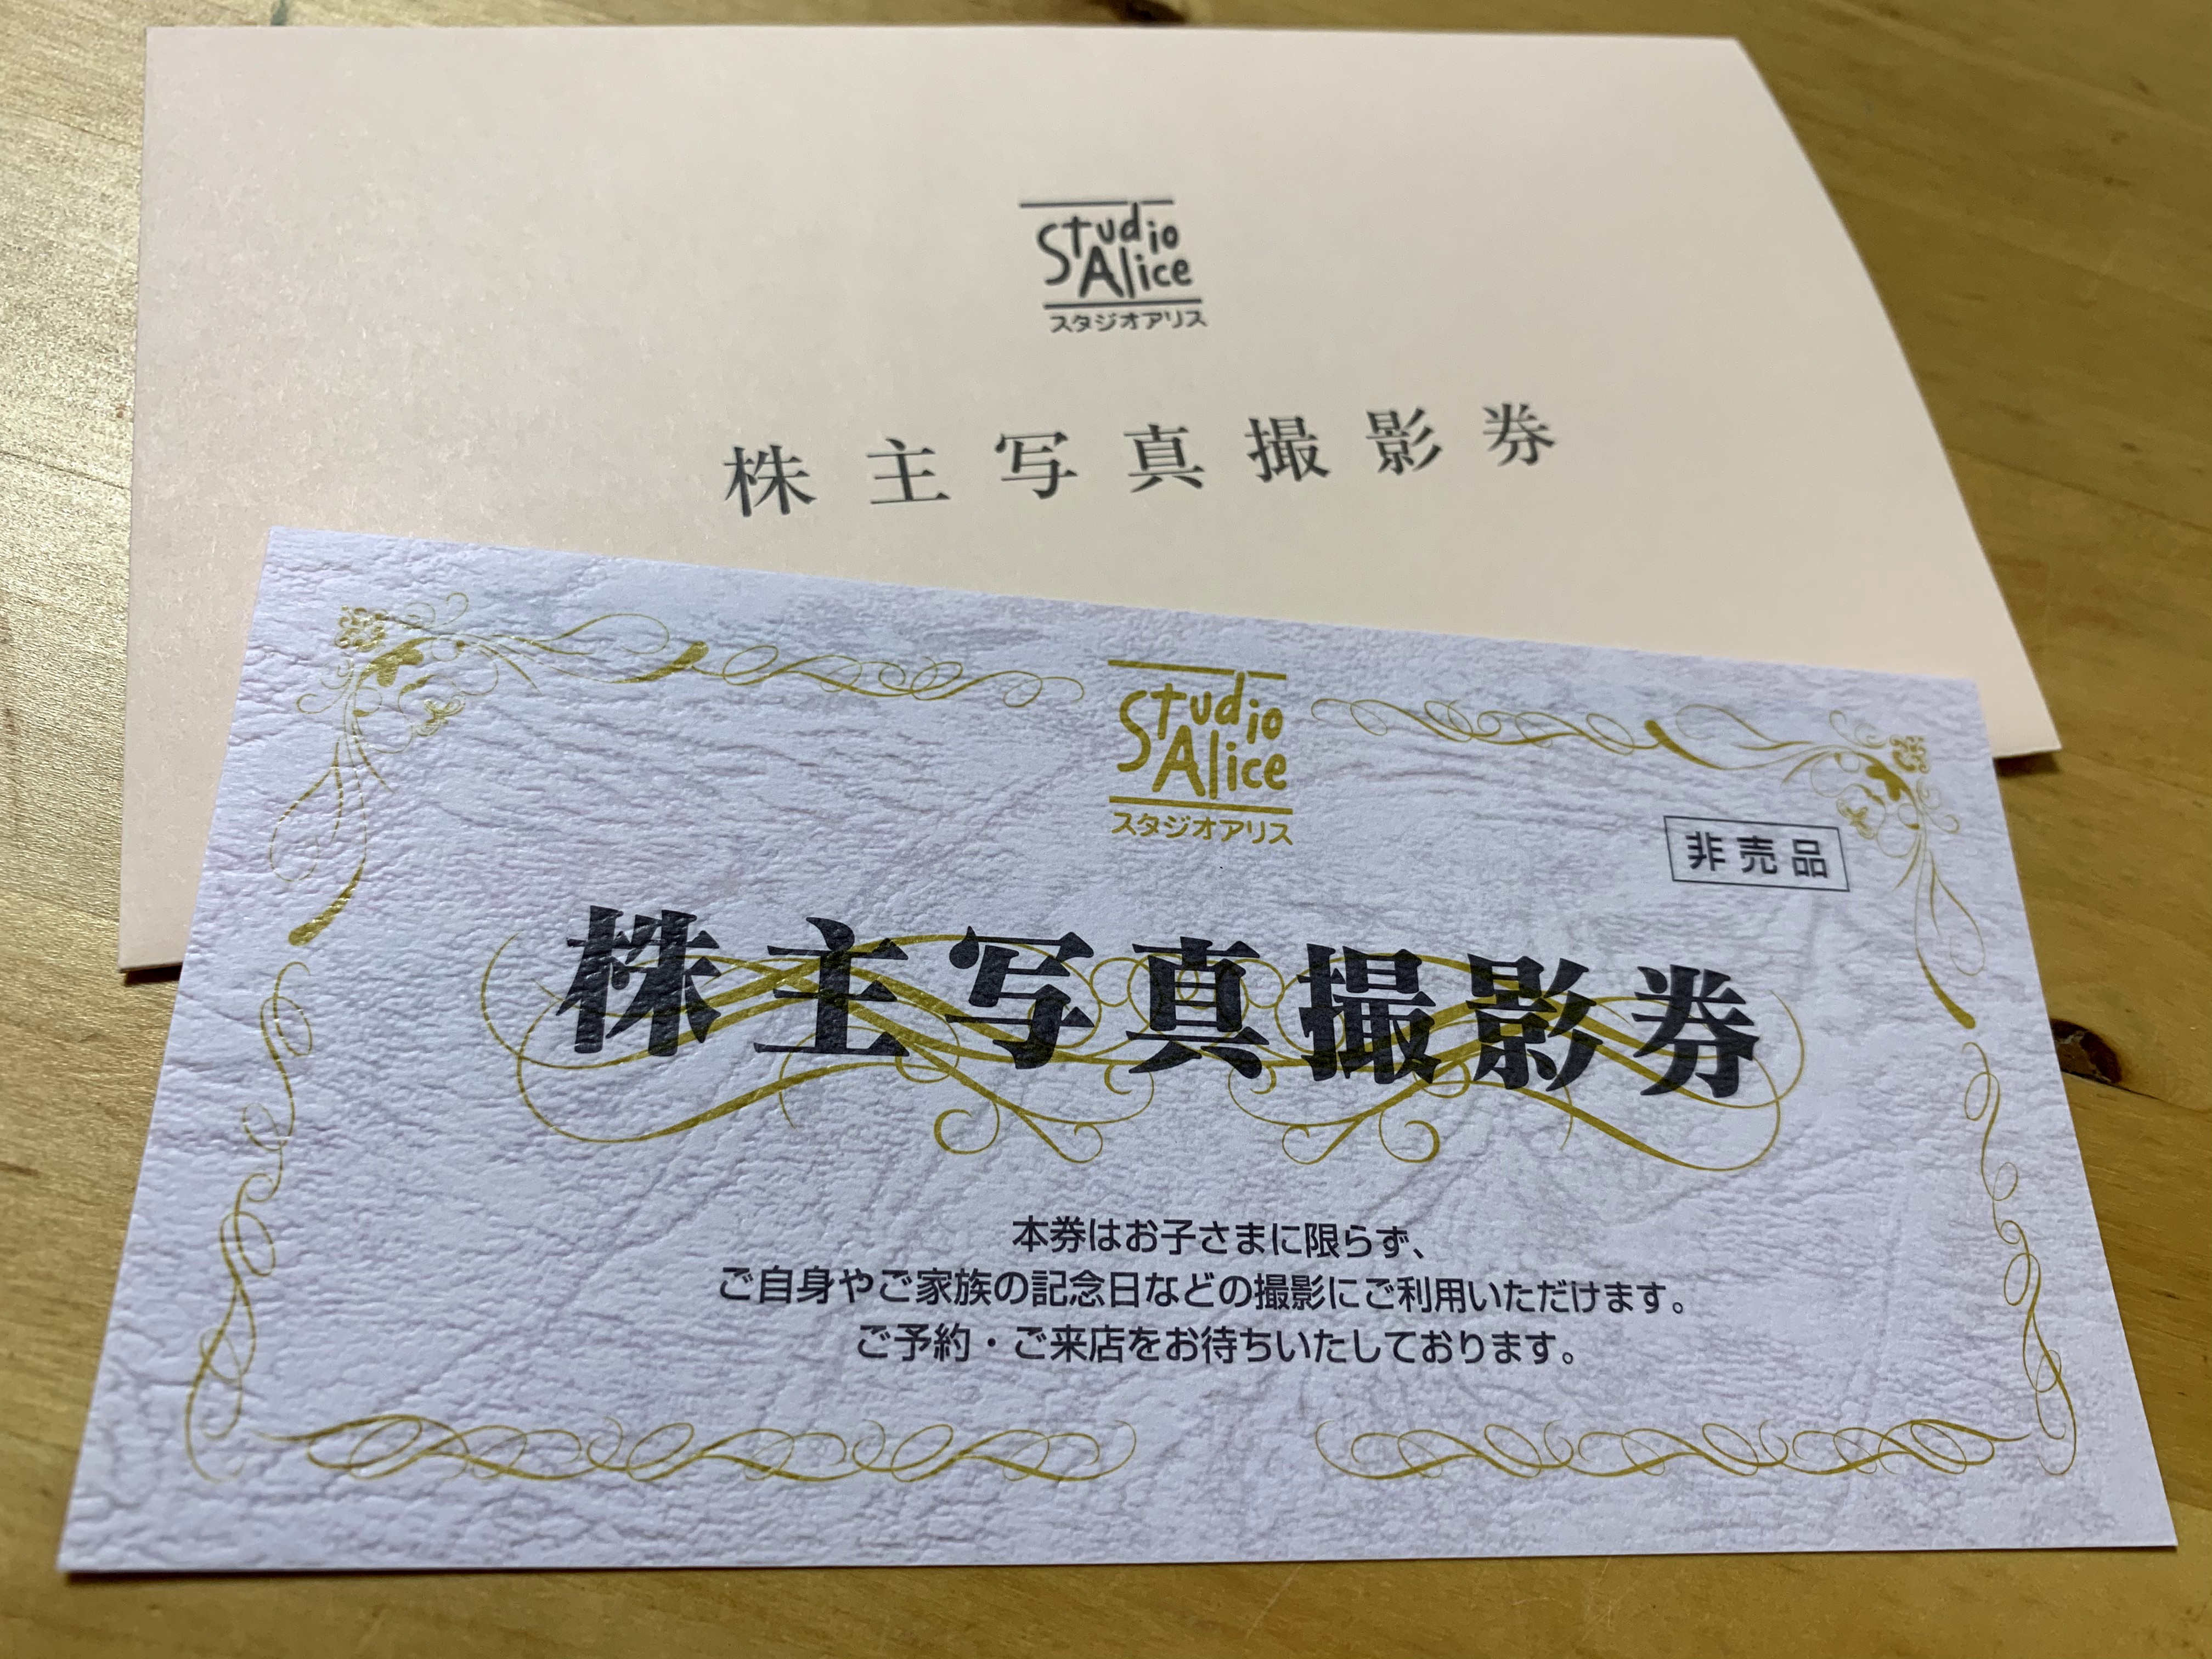 Studio
Alice
スタジオアリス
株主写真撮影券
Studio
Alice
スタジオアリス
非売品
株主写真撮影券
本券はお子さまに限らず、
ご自身やご家族の記念日などの撮影にご利用いただけます。
ご予約・ご来店をお待ちいたしております。